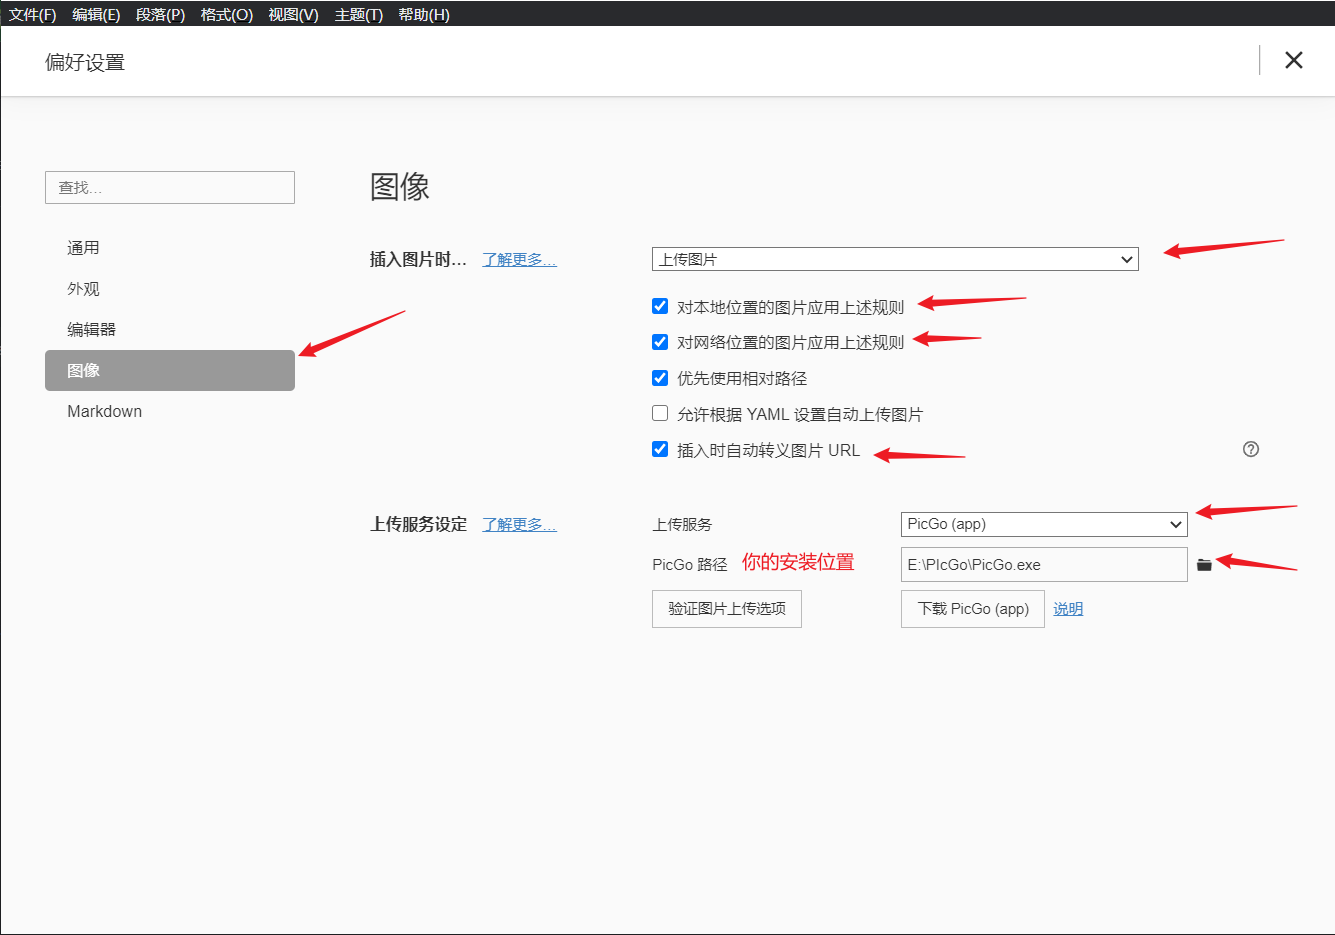 文件(F) 编辑(E) 段落(P) 格式(O) 视图(V) 主题(T) 帮助(H)
偏好设置
查找...
通用
外观
编辑器
图像
Markdown
图像
插入图片时... 了解更多... 上传图片
对本地位置的图片应用上述规则
对网络位置的图片应用上述规则
优先使用相对路径
允许根据 YAML 设置自动上传图片
插入时自动转义图片 URL
上传服务设定 了解更多... 上传服务 PicGo (app)
PicGo 路径 你的安装位置 E:\PIcGo\PicGo.exe
验证图片上传选项 下载 PicGo (app) 说明